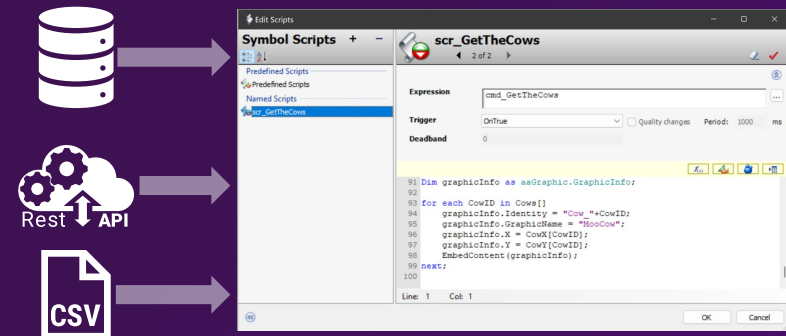 Edit Scripts
Symbol Scripts + -
Predefined Scripts
Predefined Scripts
Named Scripts
scr_GetTheCows
scr_GetTheCows
2 of 2
Expression
cmd_GetTheCows
...
Trigger
OnTrue
Quality changes
Period: 1000 ms
Deadband
0
91 Dim graphicInfo as aaGraphic.GraphicInfo;
92
93 for each CowID in Cows[]
94 graphicInfo.Identity = "Cow_"+CowID;
95 graphicInfo.GraphicName = "MooCow";
96 graphicInfo.X = CowX[CowID];
97 graphicInfo.Y = CowY[CowID];
98 EmbedContent(graphicInfo);
99 next;
100
Line: 1 Col: 1
OK Cancel
Rest API
CSV